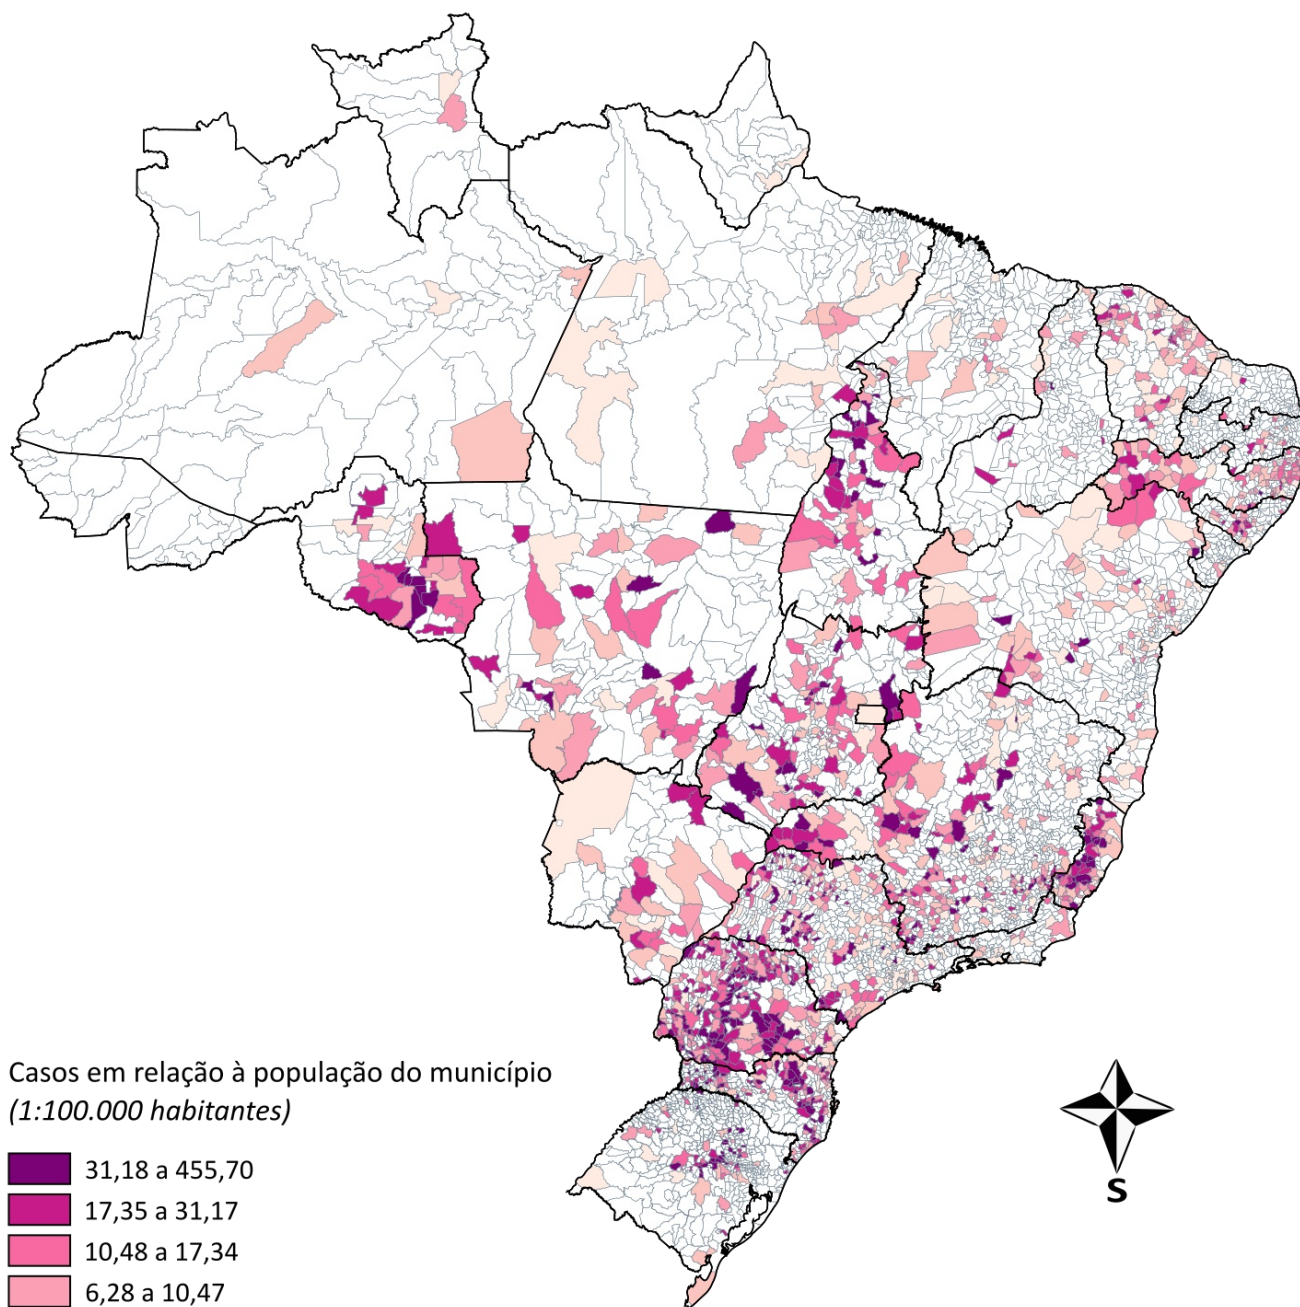 Casos em relação à população do município
(1:100.000 habitantes)
31,18 a 455,70
17,35 a 31,17
10,48 a 17,34
6,28 a 10,47
S